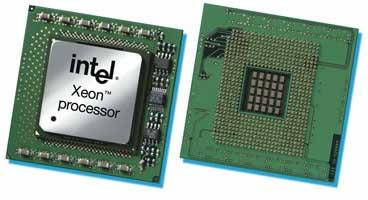 intel
Xeon™
processor